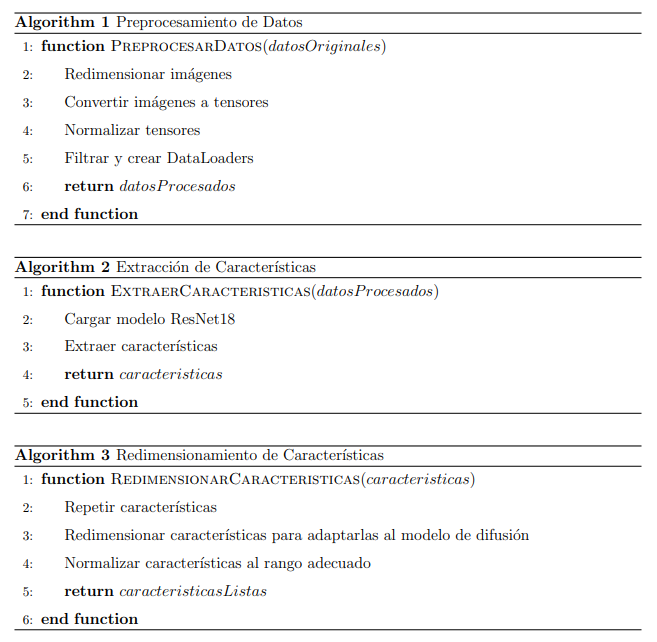 Algorithm 1 Preprocesamiento de Datos
1: function PREPROCESARDATOS(datosOriginales)
2: Redimensionar imágenes
3: Convertir imágenes a tensores
4: Normalizar tensores
5: Filtrar y crear DataLoaders
6: return datosProcesados
7: end function
Algorithm 2 Extracción de Características
1: function EXTRAERCARACTERISTICAS(datosProcesados)
2: Cargar modelo ResNet18
3: Extraer características
4: return caracteristicas
5: end function
Algorithm 3 Redimensionamiento de Características
1: function REDIMENSIONARCARACTERISTICAS(caracteristicas)
2: Repetir características
3: Redimensionar características para adaptarlas al modelo de difusión
4: Normalizar características al rango adecuado
5: return caracteristicasListas
6: end function